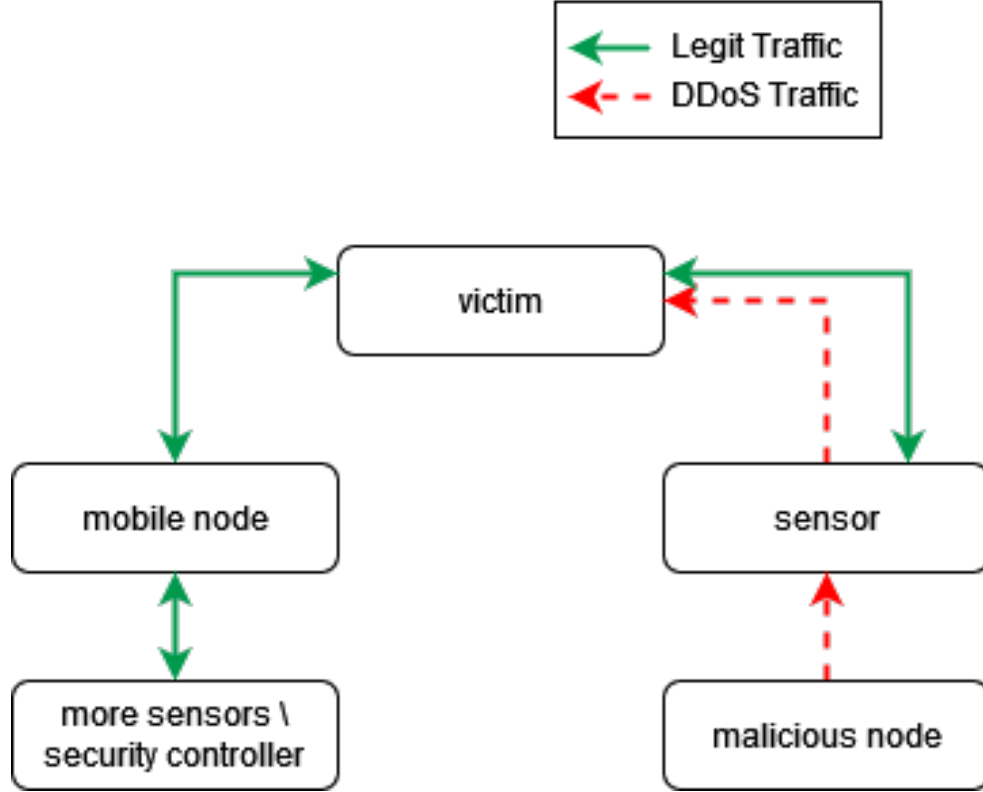 Legit Traffic
DDoS Traffic
victim
mobile node
sensor
more sensors \
security controller
malicious node